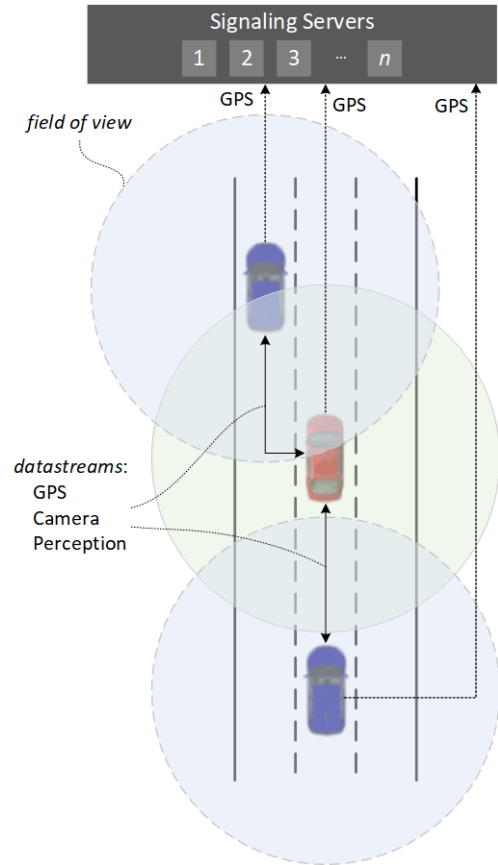 Signaling Servers
1 2 3 ... n
GPS GPS GPS
field of view
datastreams:
GPS
Camera
Perception